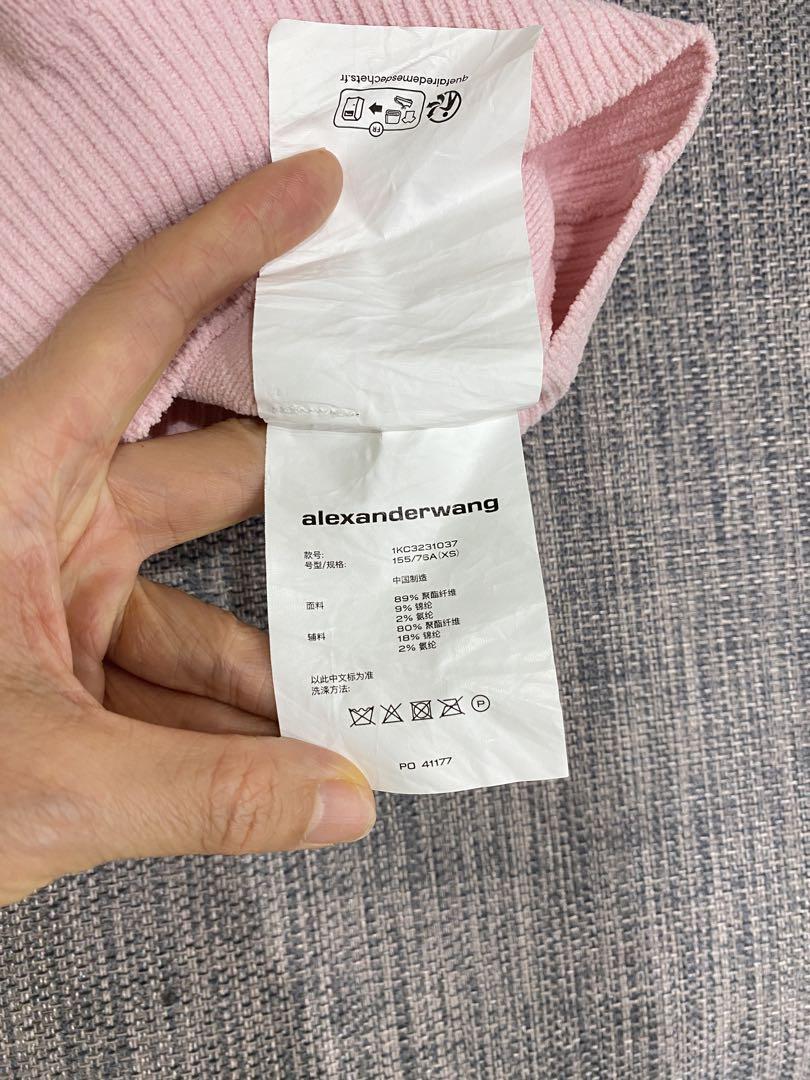 quefairedemesdechets.fr
FR
alexanderwang
款号: 1KC3231037
号型/规格: 155/76A(XS)
中国制造
面料 89% 聚酯纤维
9% 锦纶
2% 氨纶
辅料 80% 聚酯纤维
18% 锦纶
2% 氨纶
以此中文标为准
洗涤方法:
P
PO 41177